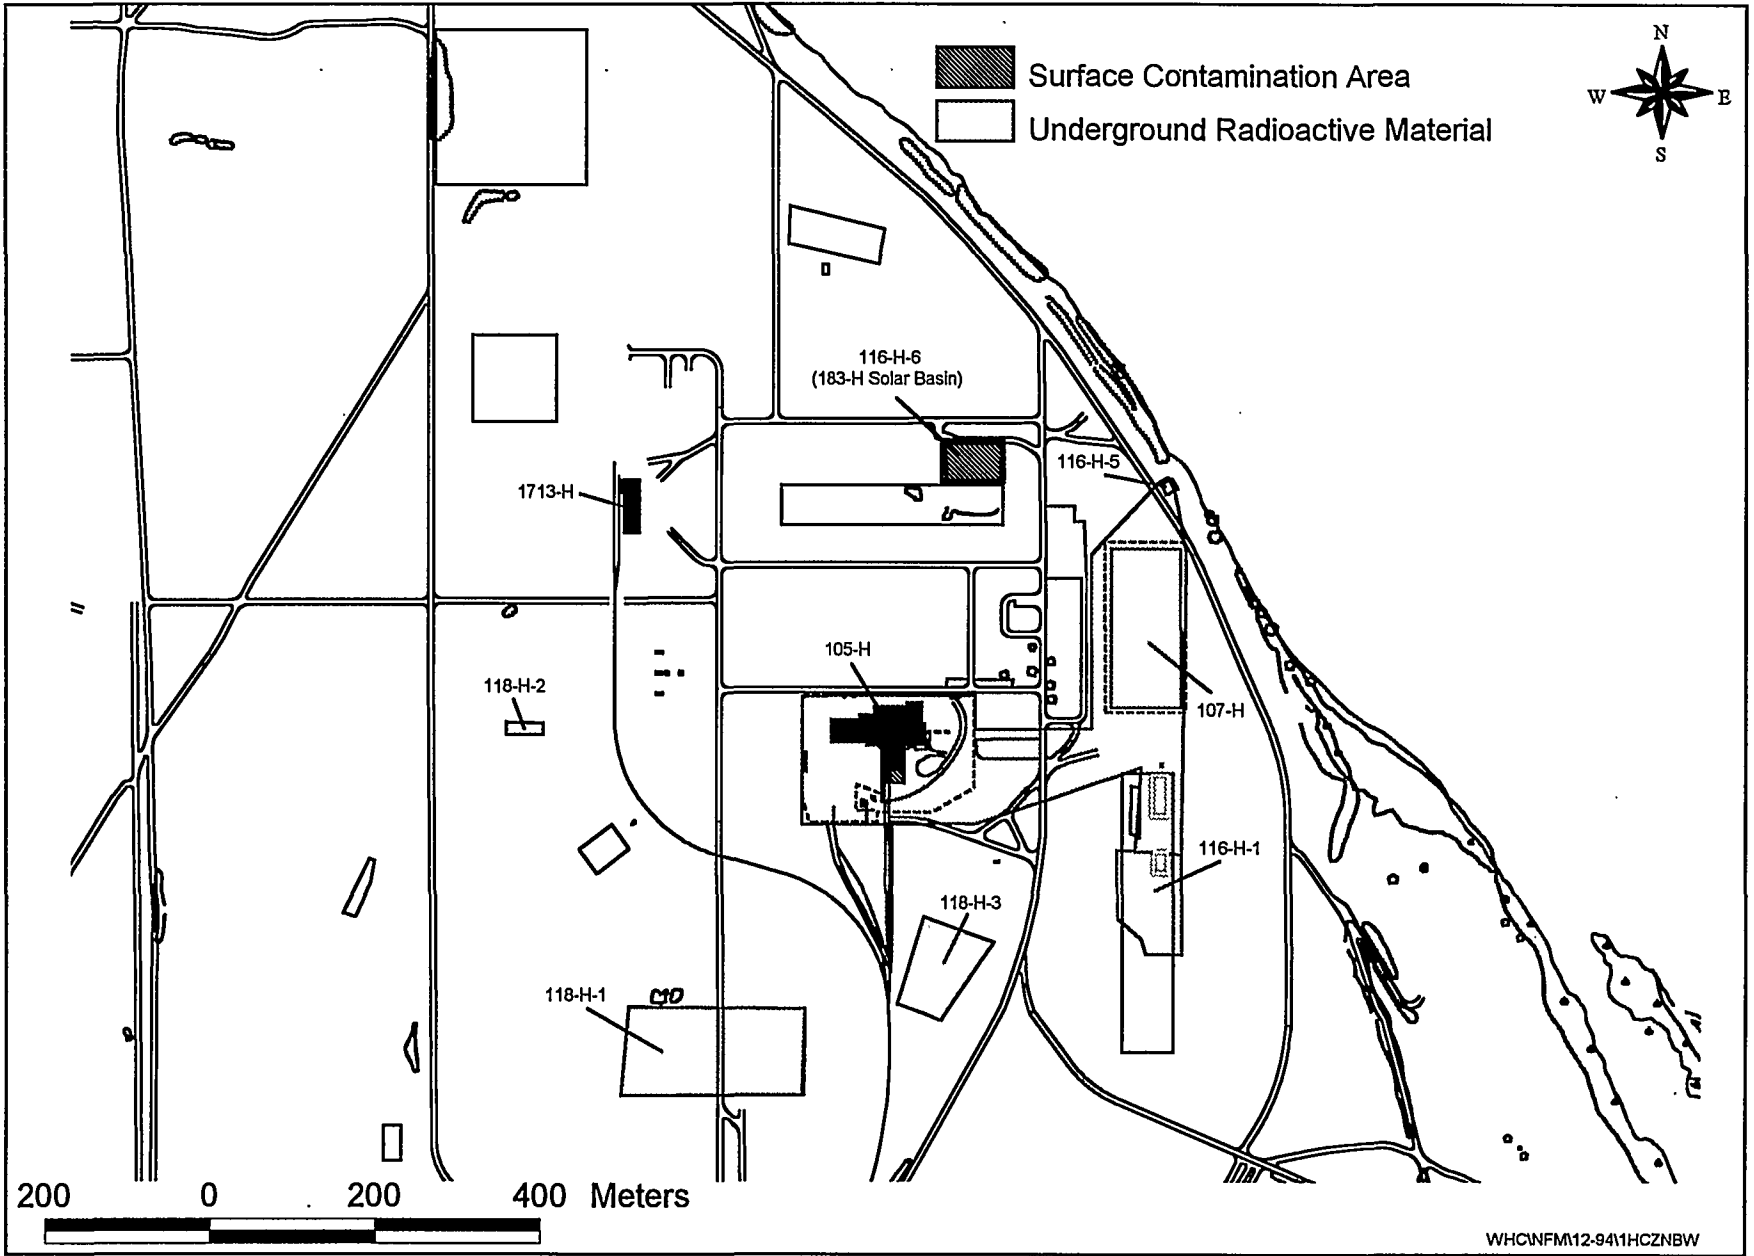 N
Surface Contamination Area
W E
Underground Radioactive Material
S
116-H-6
(183-H Solar Basin)
116-H-5
1713-H
105-H
118-H-2
107-H
116-H-1
118-H-3
118-H-1
200 0 200 400 Meters
WHC\NFM\12-94\1HCZNBW